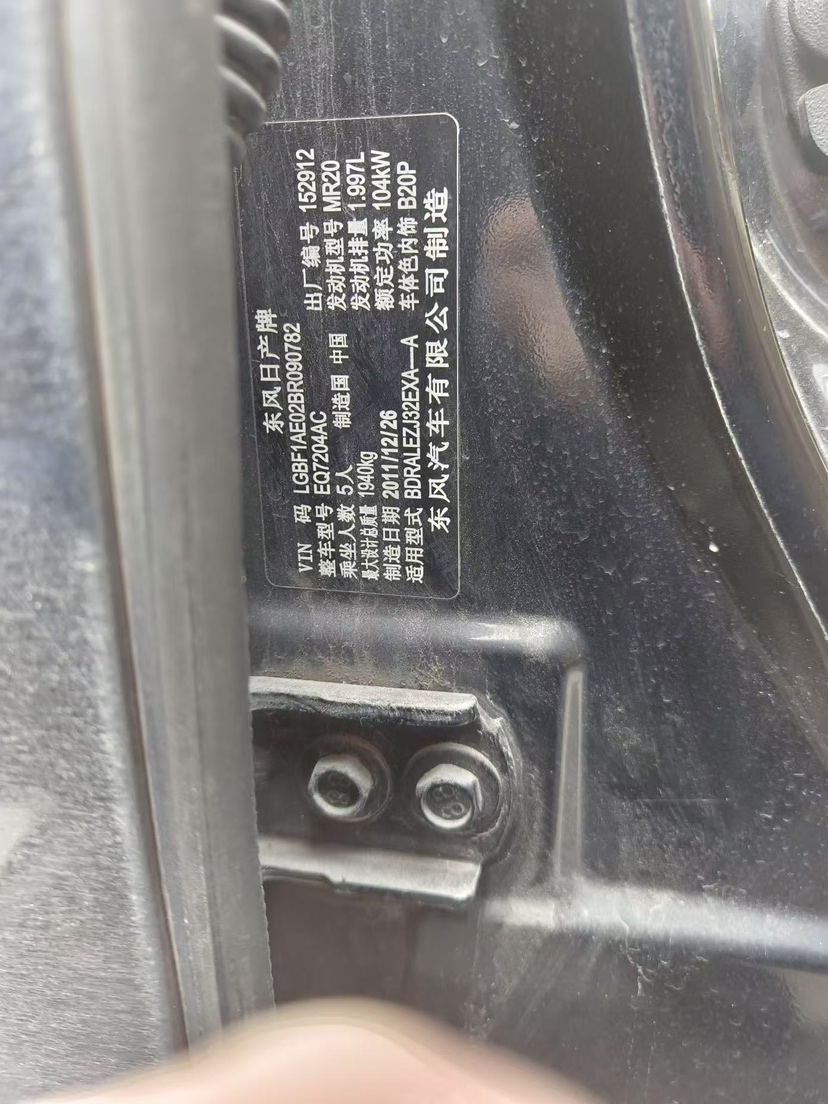 东风日产牌
VIN 码 LGBF1AE02BR090782
整车型号 EQ7204AC 出厂编号 152912
乘坐人数 5人 制造国 中国 发动机型号 MR20
最大设计总质量 1940kg 发动机排量 1.997L
制造日期 2011/12/26 额定功率 104kW
适用型式 BDRALEZJ32EXA—A 车体色内饰 B20P
东风汽车有限公司制造